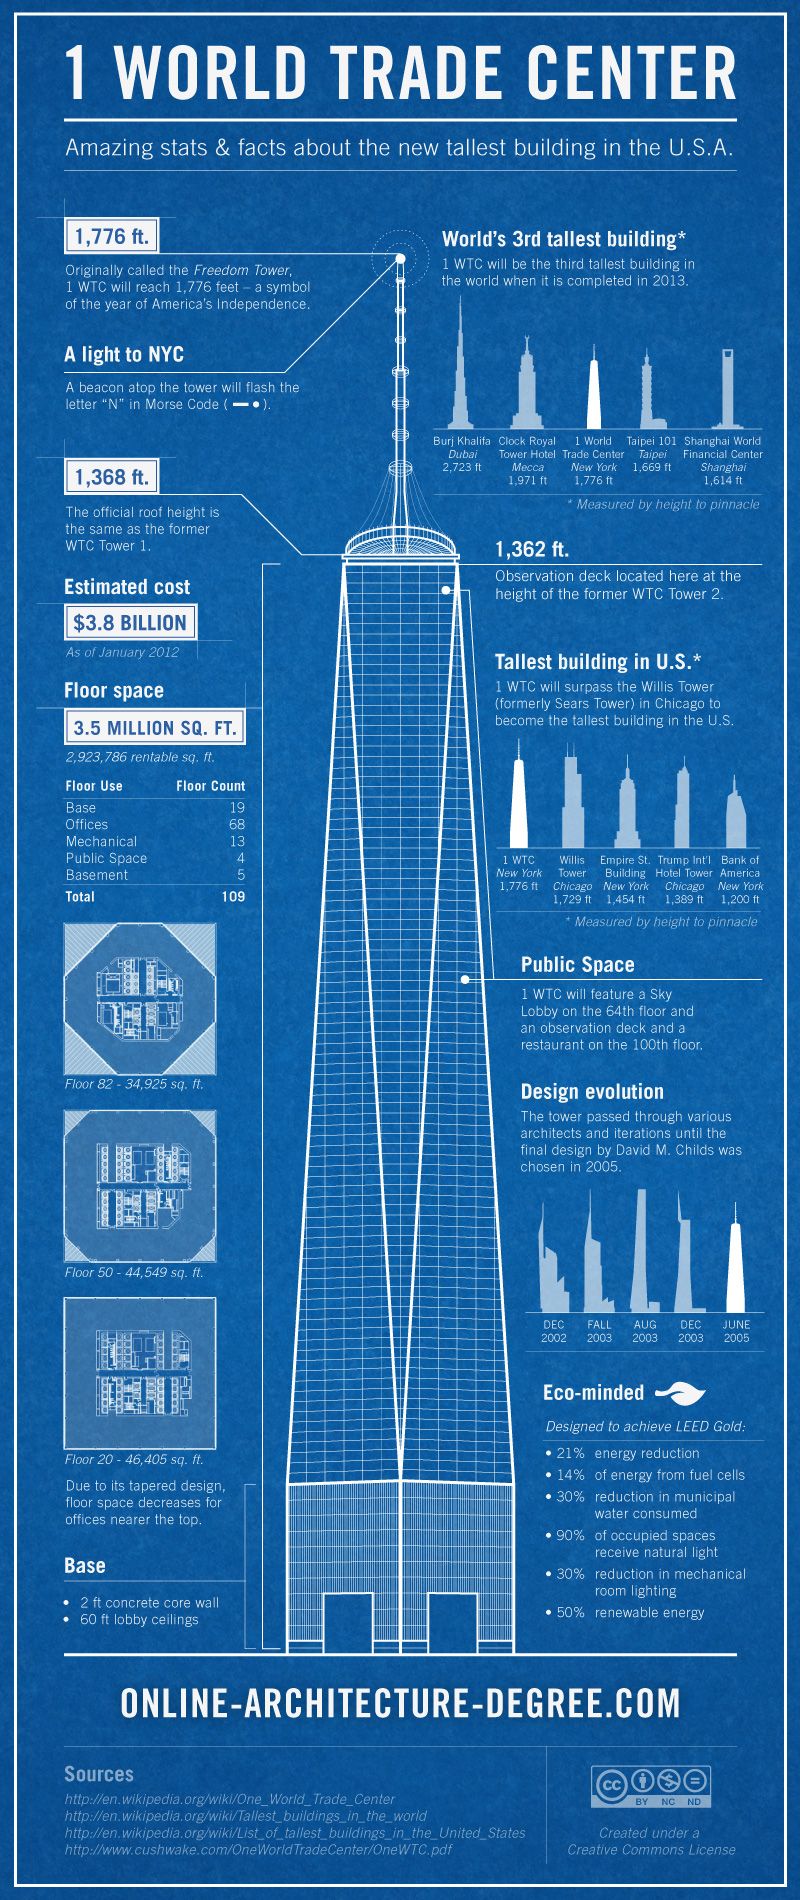 1 WORLD TRADE CENTER
Amazing stats & facts about the new tallest building in the U.S.A.
1,776 ft.
Originally called the Freedom Tower,
1 WTC will reach 1,776 feet – a symbol
of the year of America's Independence.
A light to NYC
A beacon atop the tower will flash the
letter "N" in Morse Code ( — • ).
World's 3rd tallest building*
1 WTC will be the third tallest building in
the world when it is completed in 2013.
Burj Khalifa
Dubai
2,723 ft
Clock Royal
Tower Hotel
Mecca
1,971 ft
1 World
Trade Center
New York
1,776 ft
Taipei 101
Taipei
1,669 ft
Shanghai World
Financial Center
Shanghai
1,614 ft
* Measured by height to pinnacle
1,368 ft.
The official roof height is
the same as the former
WTC Tower 1.
1,362 ft.
Observation deck located here at the
height of the former WTC Tower 2.
Estimated cost
$3.8 BILLION
As of January 2012
Floor space
3.5 MILLION SQ. FT.
2,923,786 rentable sq. ft.
Floor Use Floor Count
Base 19
Offices 68
Mechanical 13
Public Space 4
Basement 5
Total 109
Tallest building in U.S.*
1 WTC will surpass the Willis Tower
(formerly Sears Tower) in Chicago to
become the tallest building in the U.S.
1 WTC
New York
1,776 ft
Willis
Tower
Chicago
1,729 ft
Empire St.
Building
New York
1,454 ft
Trump Int'l
Hotel Tower
Chicago
1,389 ft
Bank of
America
New York
1,200 ft
* Measured by height to pinnacle
Floor 82 - 34,925 sq. ft.
Floor 50 - 44,549 sq. ft.
Floor 20 - 46,405 sq. ft.
Due to its tapered design,
floor space decreases for
offices nearer the top.
Public Space
1 WTC will feature a Sky
Lobby on the 64th floor and
an observation deck and a
restaurant on the 100th floor.
Design evolution
The tower passed through various
architects and iterations until the
final design by David M. Childs was
chosen in 2005.
DEC
2002
FALL
2003
AUG
2003
DEC
2003
JUNE
2005
Eco-minded
Designed to achieve LEED Gold:
• 21% energy reduction
• 14% of energy from fuel cells
• 30% reduction in municipal
water consumed
• 90% of occupied spaces
receive natural light
• 30% reduction in mechanical
room lighting
• 50% renewable energy
Base
• 2 ft concrete core wall
• 60 ft lobby ceilings
ONLINE-ARCHITECTURE-DEGREE.COM
Sources
http://en.wikipedia.org/wiki/One_World_Trade_Center
http://en.wikipedia.org/wiki/Tallest_buildings_in_the_world
http://en.wikipedia.org/wiki/List_of_tallest_buildings_in_the_United_States
http://www.cushwake.com/OneWorldTradeCenter/OneWTC.pdf
cc
BY NC ND
Created under a
Creative Commons License